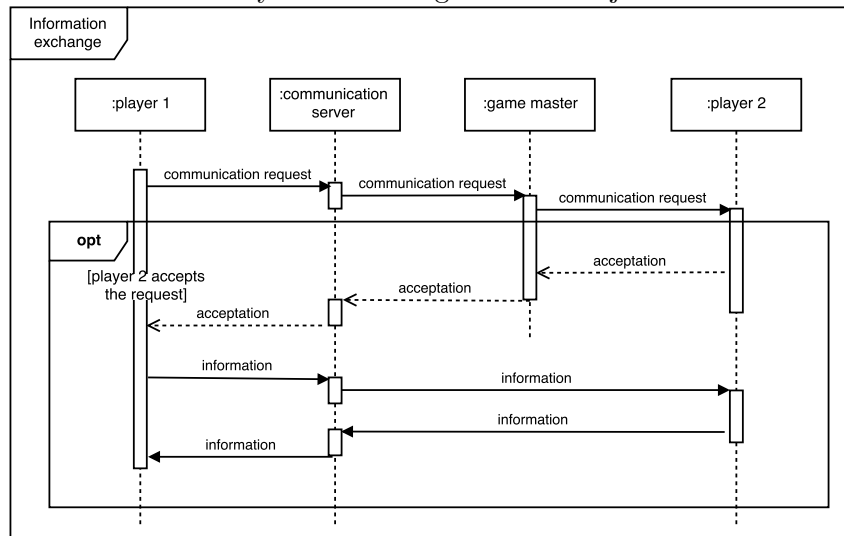 Information
exchange
:player 1
:communication
server
:game master
:player 2
communication request
communication request
communication request
opt
[player 2 accepts
the request]
acceptation
acceptation
acceptation
information
information
information
information